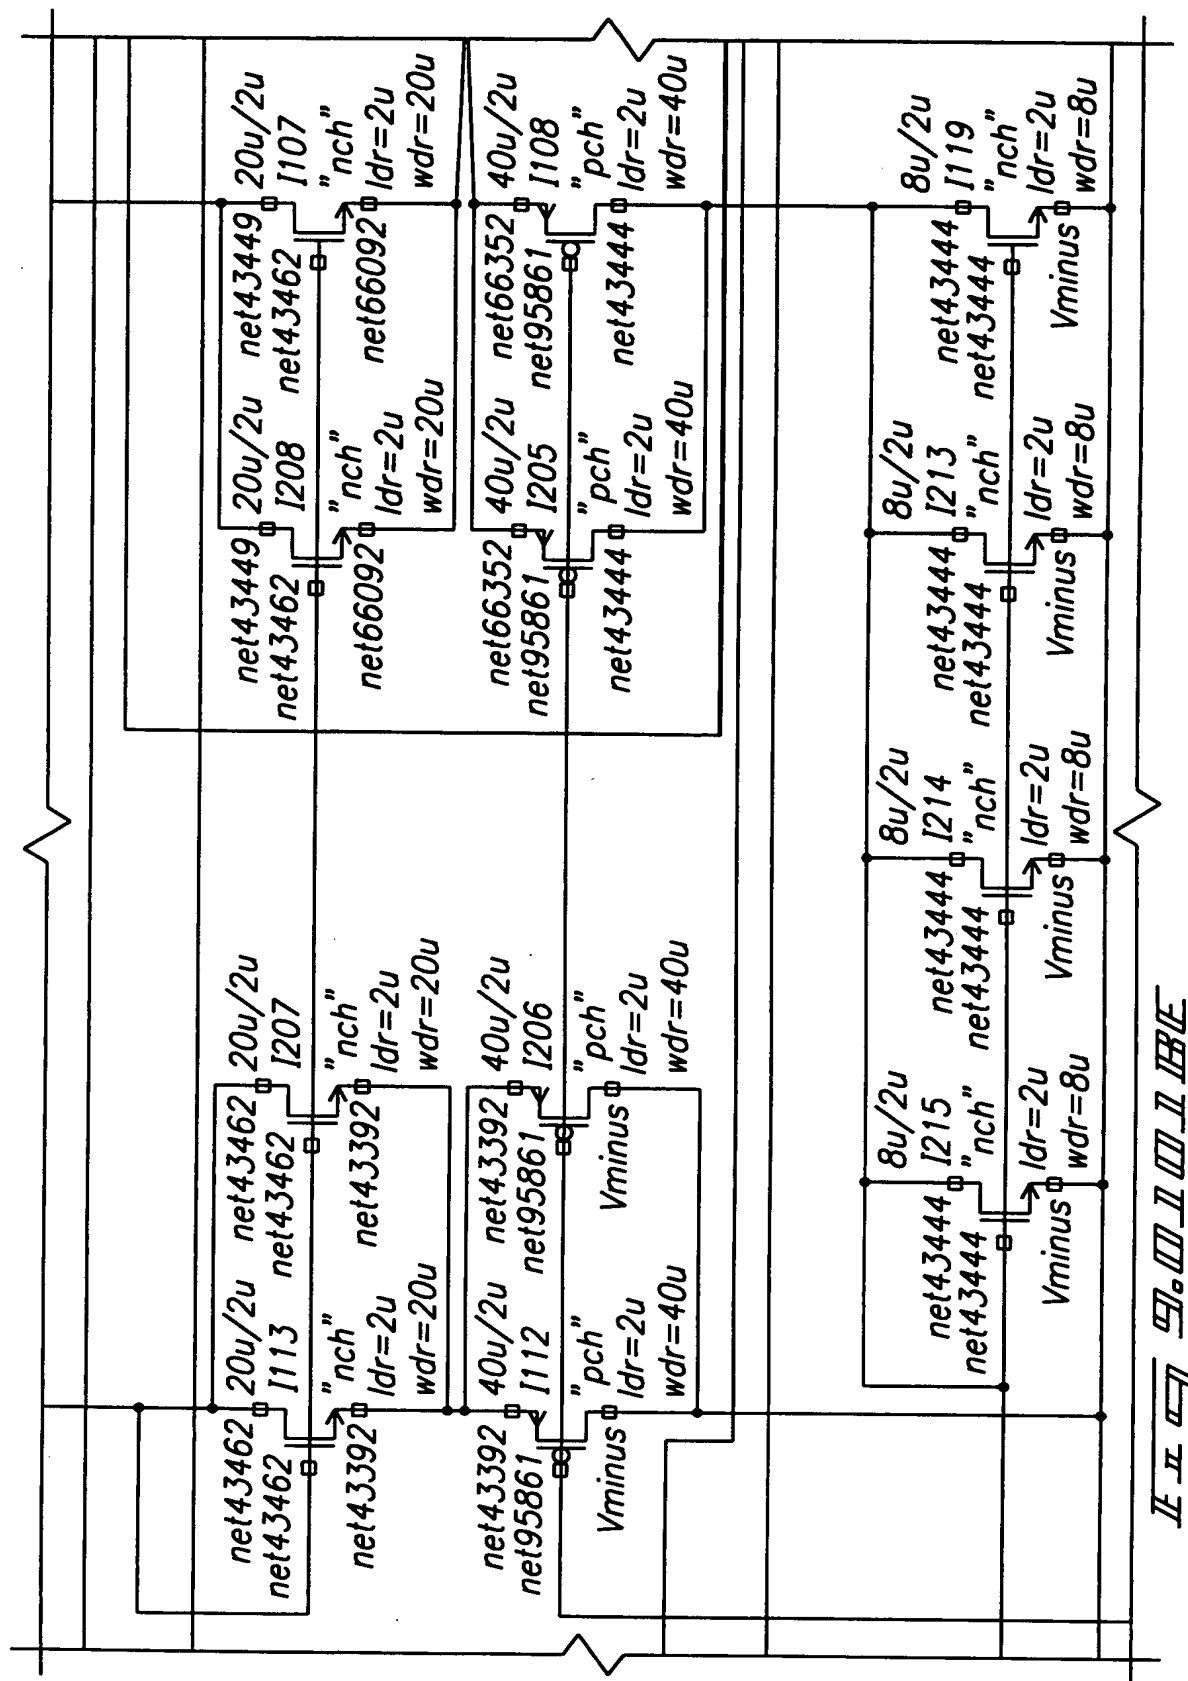 20u/2u
net43462
I113
net43462
"nch"
ldr=2u
net43392
wdr=20u
20u/2u
net43462
I207
net43462
"nch"
ldr=2u
net43392
wdr=20u
20u/2u
net43449
I208
net43462
"nch"
ldr=2u
net66092
wdr=20u
20u/2u
net43449
I107
net43462
"nch"
ldr=2u
net66092
wdr=20u
40u/2u
net43392
I112
net95861
"pch"
ldr=2u
Vminus
wdr=40u
40u/2u
net43392
I206
net95861
"pch"
ldr=2u
Vminus
wdr=40u
40u/2u
net66352
I205
net95861
"pch"
ldr=2u
net43444
wdr=40u
40u/2u
net66352
I108
net95861
"pch"
ldr=2u
net43444
wdr=40u
8u/2u
I215
net43444
"nch"
net43444
ldr=2u
Vminus
wdr=8u
8u/2u
I214
net43444
"nch"
net43444
ldr=2u
Vminus
wdr=8u
8u/2u
I213
net43444
"nch"
net43444
ldr=2u
Vminus
wdr=8u
8u/2u
I119
net43444
"nch"
net43444
ldr=2u
Vminus
wdr=8u